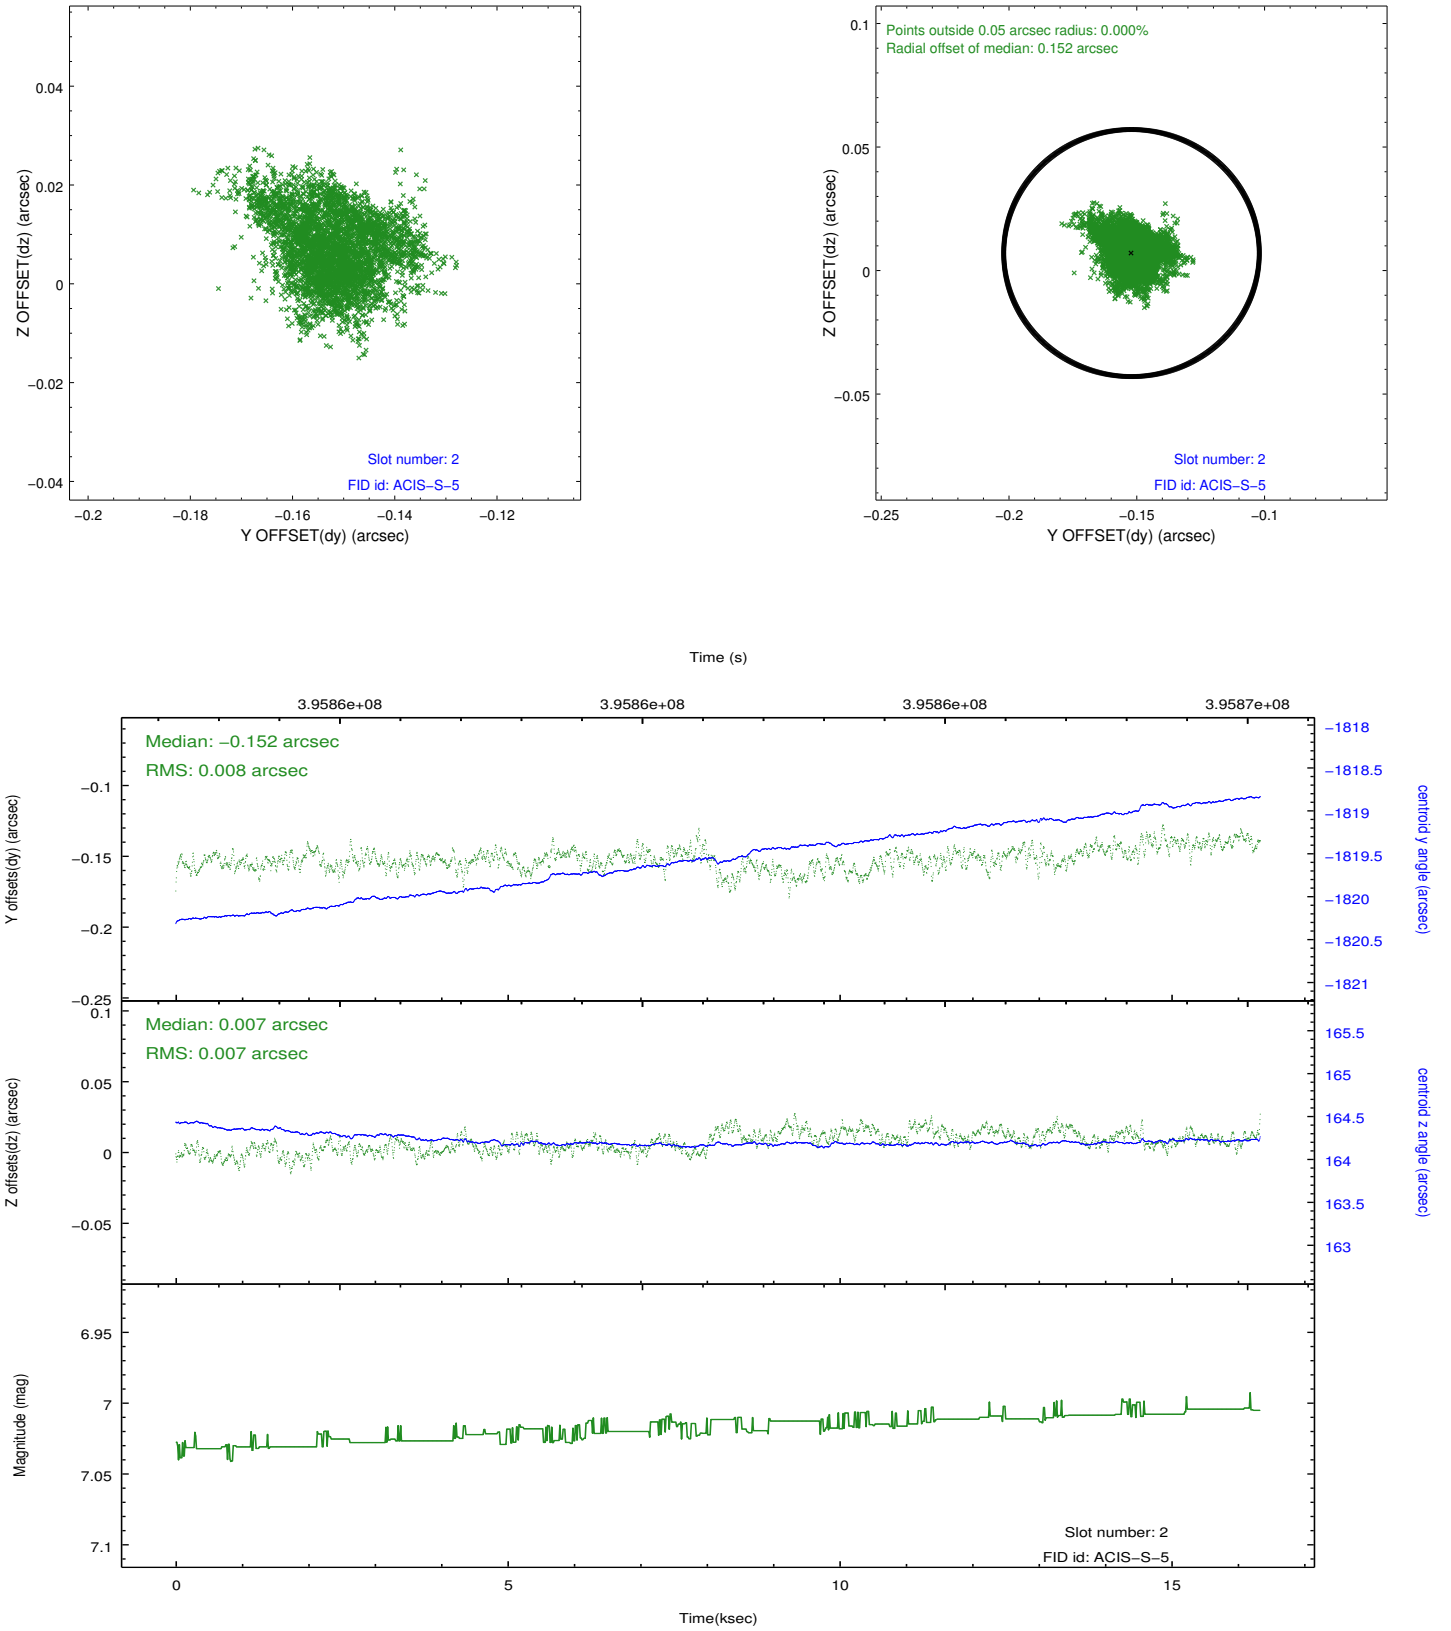 0.04
0.02
0
−0.02
−0.04
Z OFFSET(dz) (arcsec)
Slot number: 2
FID id: ACIS−S−5
−0.2
−0.18
−0.16
−0.14
−0.12
Y OFFSET(dy) (arcsec)
Points outside 0.05 arcsec radius: 0.000%
Radial offset of median: 0.152 arcsec
0.1
0.05
0
−0.05
Z OFFSET(dz) (arcsec)
Slot number: 2
FID id: ACIS−S−5
−0.25
−0.2
−0.15
−0.1
Y OFFSET(dy) (arcsec)
Time (s)
3.9586e+08
3.9586e+08
3.9586e+08
3.9587e+08
Median: −0.152 arcsec
RMS: 0.008 arcsec
−0.1
−0.15
−0.2
−0.25
Y offsets(dy) (arcsec)
−1818
−1818.5
−1819
−1819.5
−1820
−1820.5
−1821
centroid y angle (arcsec)
Median: 0.007 arcsec
RMS: 0.007 arcsec
0.1
0.05
0
−0.05
Z offsets(dz) (arcsec)
165.5
165
164.5
164
163.5
163
centroid z angle (arcsec)
6.95
7
7.05
7.1
Magnitude (mag)
Slot number: 2
FID id: ACIS−S−5
0
5
10
15
Time(ksec)